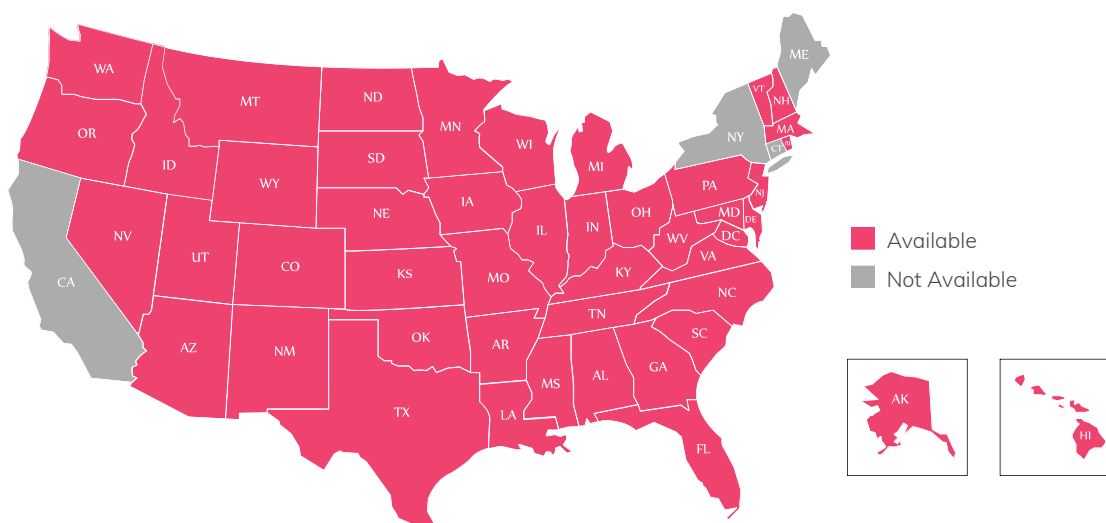 ME
WA
VT
NH
MT
ND
MN
OR
MA
NY
WI
CT
RI
ID
SD
MI
WY
PA
NJ
IA
NE
OH
MD
DE
IL
IN
NV
WV
DC
UT
CO
VA
CA
KS
MO
KY
NC
TN
OK
SC
AZ
NM
AR
GA
MS
AL
TX
LA
FL
Available
Not Available
AK
HI